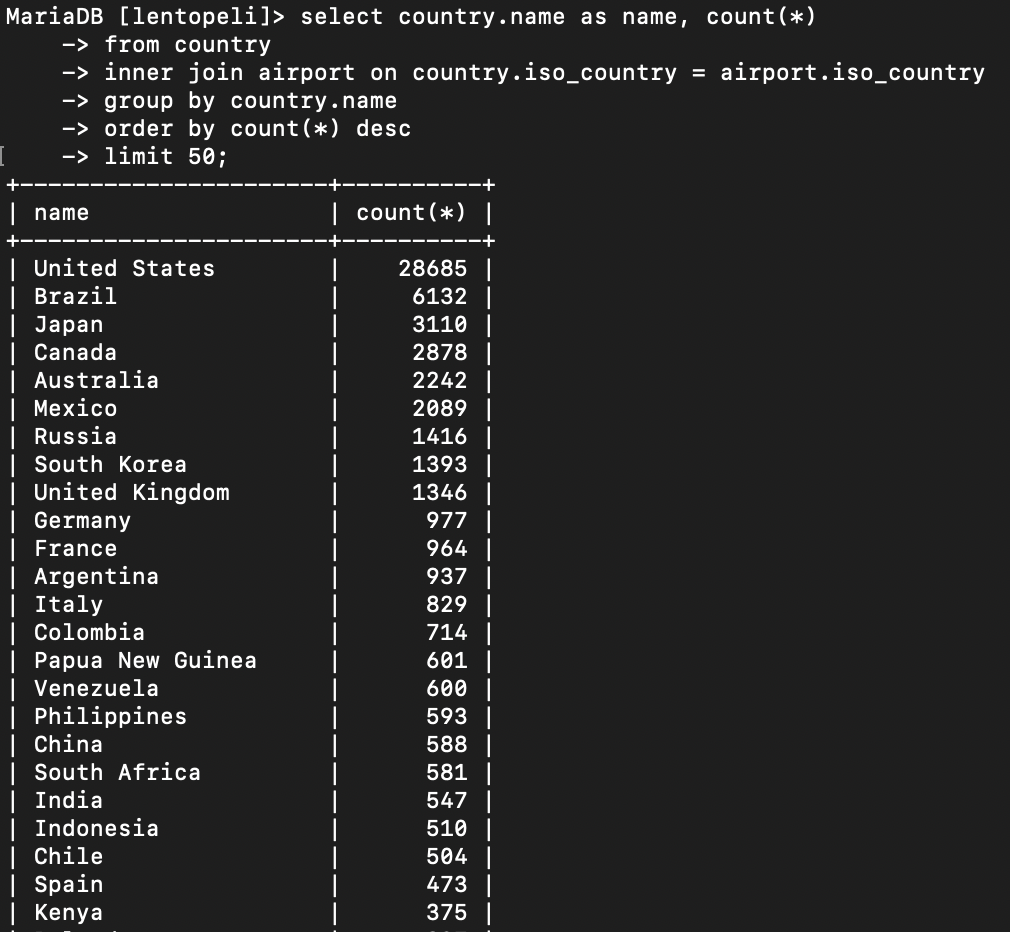 MariaDB [lentopeli]> select country.name as name, count(*)
    -> from country
    -> inner join airport on country.iso_country = airport.iso_country
    -> group by country.name
    -> order by count(*) desc
    -> limit 50;
+----------------------+----------+
| name                 | count(*) |
+----------------------+----------+
| United States        |    28685 |
| Brazil               |     6132 |
| Japan                |     3110 |
| Canada               |     2878 |
| Australia            |     2242 |
| Mexico               |     2089 |
| Russia               |     1416 |
| South Korea          |     1393 |
| United Kingdom       |     1346 |
| Germany              |      977 |
| France               |      964 |
| Argentina            |      937 |
| Italy                |      829 |
| Colombia             |      714 |
| Papua New Guinea     |      601 |
| Venezuela            |      600 |
| Philippines          |      593 |
| China                |      588 |
| South Africa         |      581 |
| India                |      547 |
| Indonesia            |      510 |
| Chile                |      504 |
| Spain                |      473 |
| Kenya                |      375 |